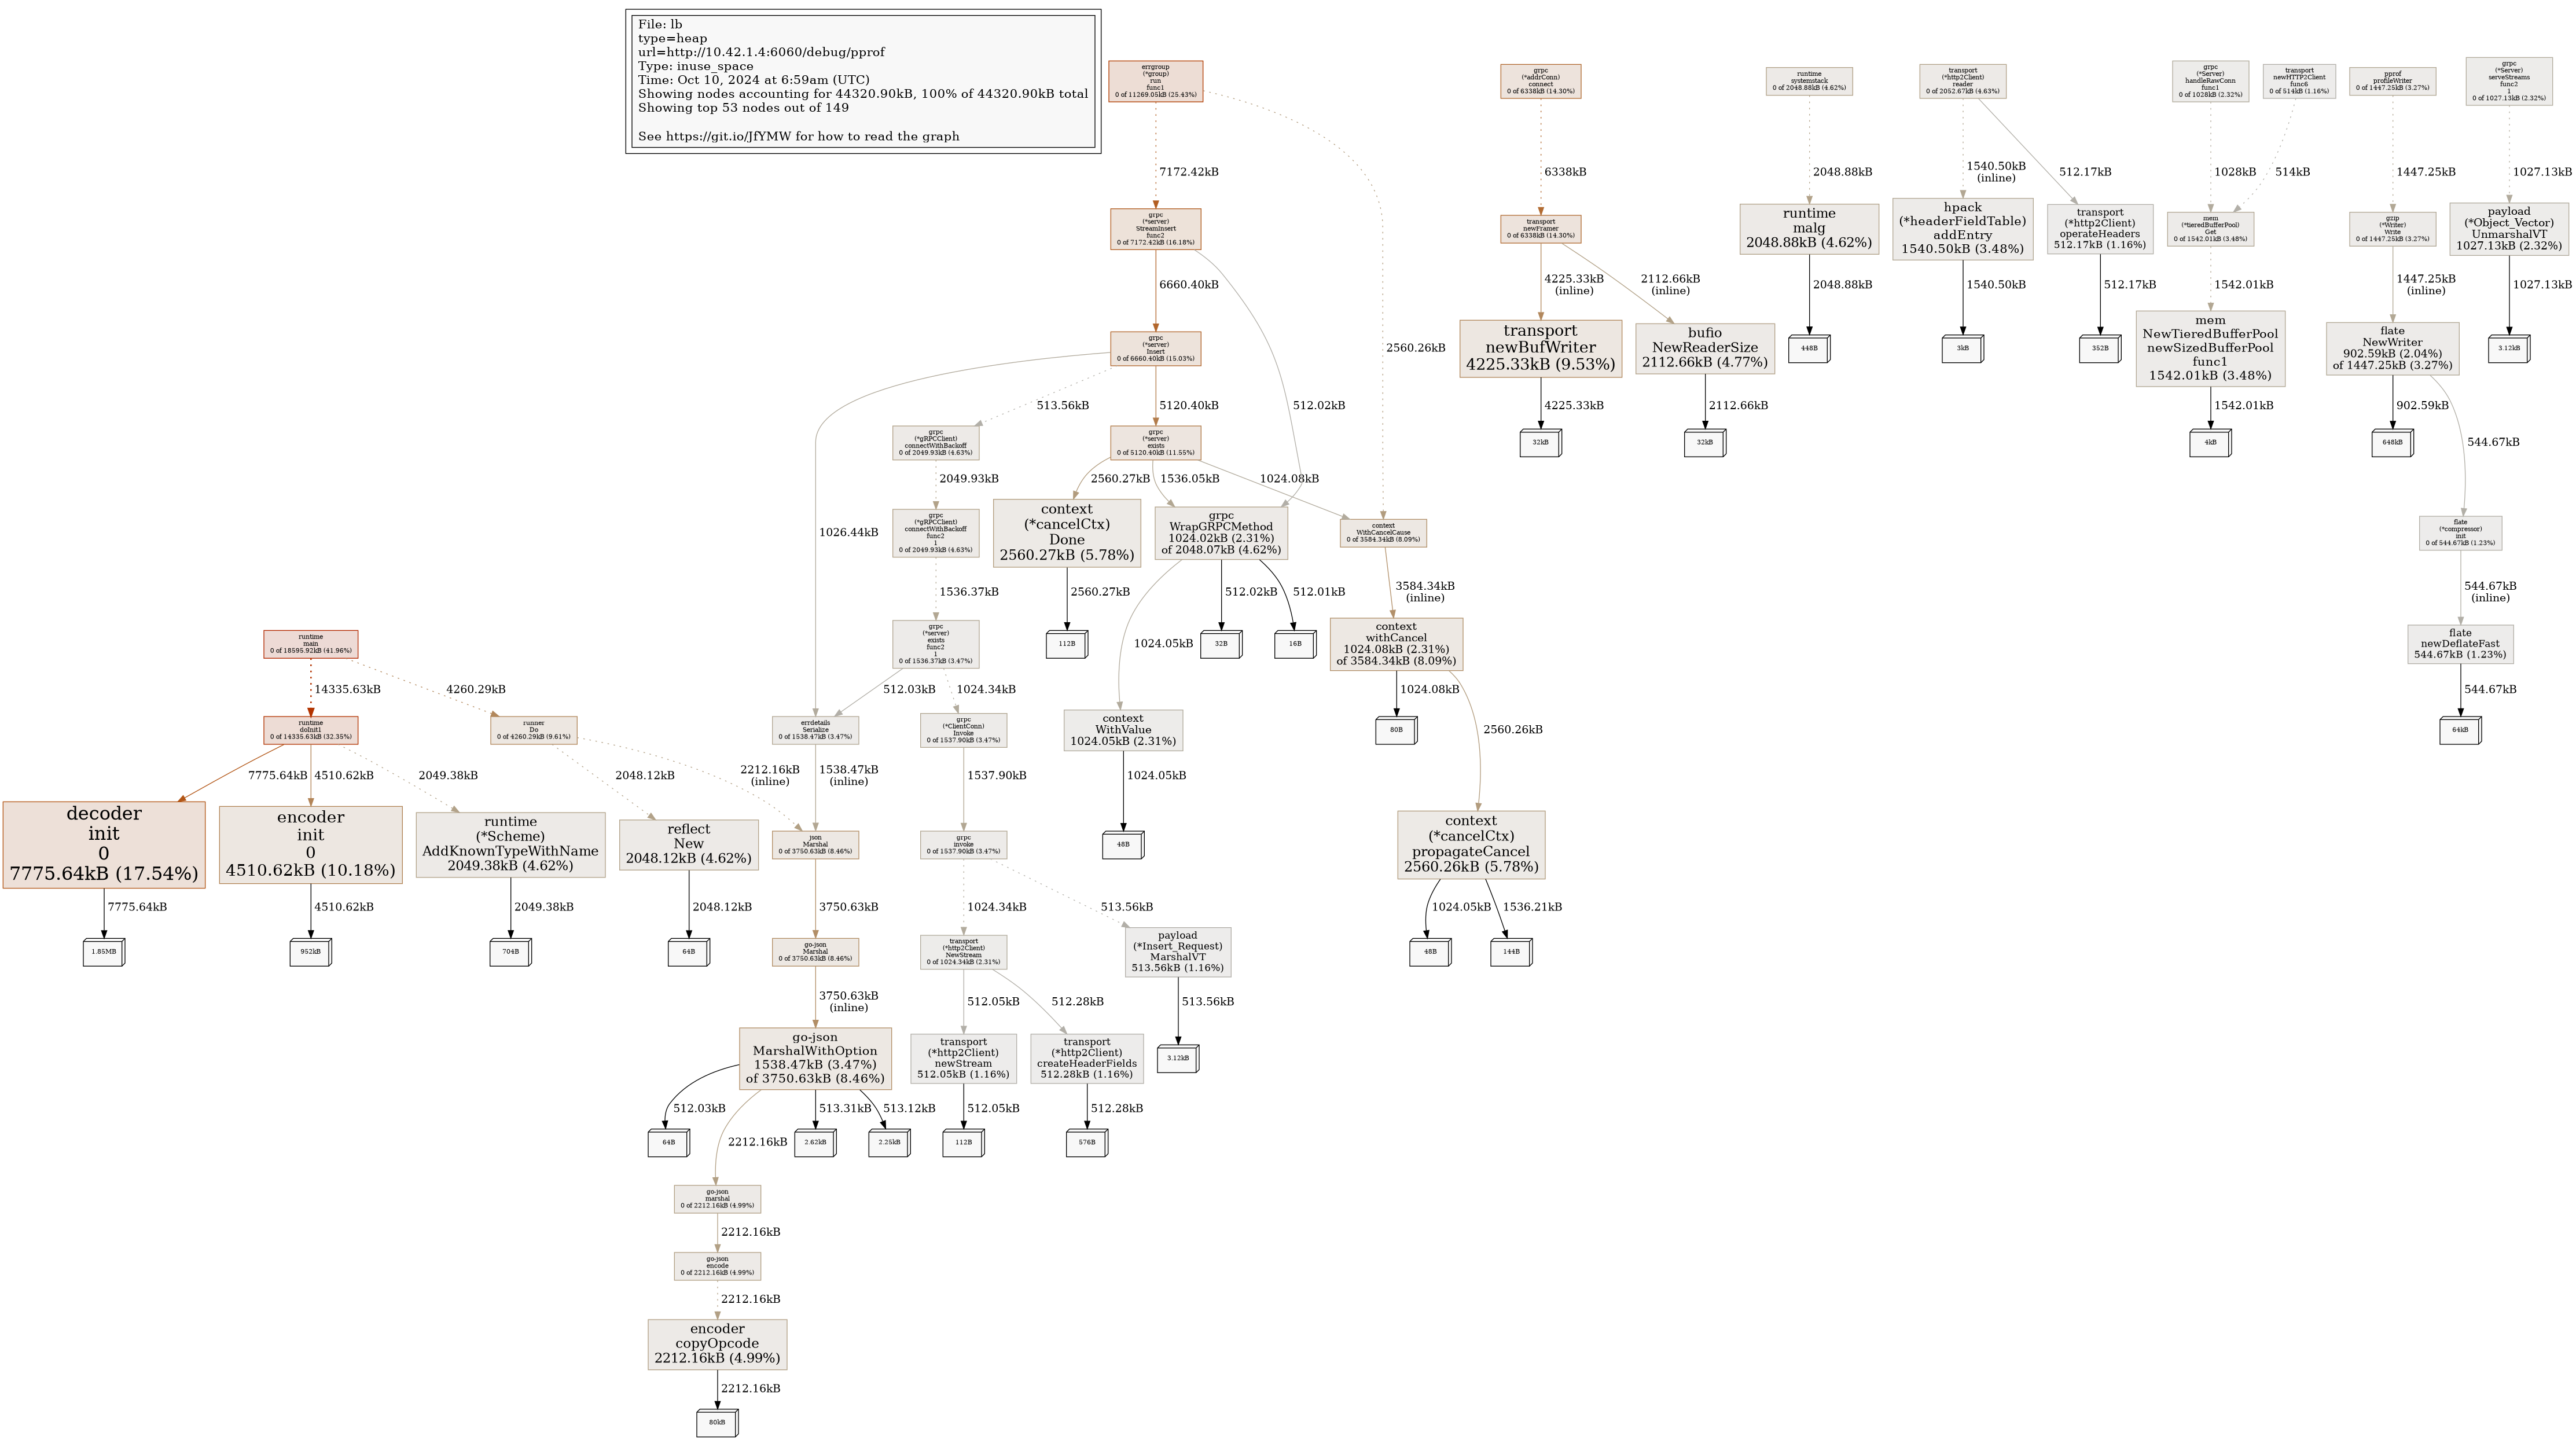 File: lb
type=heap
url=http://10.42.1.4:6060/debug/pprof
Type: inuse_space
Time: Oct 10, 2024 at 6:59am (UTC)
Showing nodes accounting for 44320.90kB, 100% of 44320.90kB total
Showing top 53 nodes out of 149
See https://git.io/JfYMW for how to read the graph
errgroup
(*group)
run
func1
0 of 11269.05kB (25.43%)
grpc
(*addrConn)
connect
0 of 6338kB (14.30%)
runtime
systemstack
0 of 2048.88kB (4.62%)
transport
(*http2Client)
reader
0 of 2052.67kB (4.63%)
grpc
(*Server)
handleRawConn
func1
0 of 1028kB (2.32%)
transport
newHTTP2Client
func6
0 of 514kB (1.16%)
pprof
profileWriter
0 of 1447.25kB (3.27%)
grpc
(*Server)
serveStreams
func2
1
0 of 1027.13kB (2.32%)
7172.42kB
2560.26kB
6338kB
2048.88kB
1540.50kB
(inline)
512.17kB
1028kB
514kB
1447.25kB
1027.13kB
grpc
(*server)
StreamInsert
func2
0 of 7172.42kB (16.18%)
transport
newFramer
0 of 6338kB (14.30%)
runtime
malg
2048.88kB (4.62%)
hpack
(*headerFieldTable)
addEntry
1540.50kB (3.48%)
transport
(*http2Client)
operateHeaders
512.17kB (1.16%)
mem
(*tieredBufferPool)
Get
0 of 1542.01kB (3.48%)
gzip
(*Writer)
Write
0 of 1447.25kB (3.27%)
payload
(*Object_Vector)
UnmarshalVT
1027.13kB (2.32%)
6660.40kB
512.02kB
4225.33kB
(inline)
2112.66kB
(inline)
2048.88kB
1540.50kB
512.17kB
1542.01kB
1447.25kB
(inline)
1027.13kB
grpc
(*server)
Insert
0 of 6660.40kB (15.03%)
transport
newBufWriter
4225.33kB (9.53%)
bufio
NewReaderSize
2112.66kB (4.77%)
448B
3kB
352B
mem
NewTieredBufferPool
newSizedBufferPool
func1
1542.01kB (3.48%)
flate
NewWriter
902.59kB (2.04%)
of 1447.25kB (3.27%)
3.12kB
1026.44kB
513.56kB
5120.40kB
4225.33kB
2112.66kB
1542.01kB
902.59kB
544.67kB
grpc
(*gRPCClient)
connectWithBackoff
0 of 2049.93kB (4.63%)
grpc
(*server)
exists
0 of 5120.40kB (11.55%)
32kB
32kB
4kB
648kB
2049.93kB
2560.27kB
1536.05kB
1024.08kB
grpc
(*gRPCClient)
connectWithBackoff
func2
1
0 of 2049.93kB (4.63%)
context
(*cancelCtx)
Done
2560.27kB (5.78%)
grpc
WrapGRPCMethod
1024.02kB (2.31%)
of 2048.07kB (4.62%)
context
WithCancelCause
0 of 3584.34kB (8.09%)
flate
(*compressor)
init
0 of 544.67kB (1.23%)
1536.37kB
2560.27kB
1024.05kB
512.02kB
512.01kB
3584.34kB
(inline)
544.67kB
(inline)
runtime
main
0 of 18595.92kB (41.96%)
grpc
(*server)
exists
func2
1
0 of 1536.37kB (3.47%)
112B
32B
16B
context
withCancel
1024.08kB (2.31%)
of 3584.34kB (8.09%)
flate
newDeflateFast
544.67kB (1.23%)
14335.63kB
4260.29kB
512.03kB
1024.34kB
1024.08kB
2560.26kB
544.67kB
runtime
doInit1
0 of 14335.63kB (32.35%)
runner
Do
0 of 4260.29kB (9.61%)
errdetails
Serialize
0 of 1538.47kB (3.47%)
grpc
(*ClientConn)
Invoke
0 of 1537.90kB (3.47%)
context
WithValue
1024.05kB (2.31%)
80B
64kB
7775.64kB
4510.62kB
2049.38kB
2048.12kB
2212.16kB
(inline)
1538.47kB
(inline)
1537.90kB
1024.05kB
decoder
init
0
7775.64kB (17.54%)
encoder
init
0
4510.62kB (10.18%)
runtime
(*Scheme)
AddKnownTypeWithName
2049.38kB (4.62%)
reflect
New
2048.12kB (4.62%)
json
Marshal
0 of 3750.63kB (8.46%)
grpc
invoke
0 of 1537.90kB (3.47%)
48B
context
(*cancelCtx)
propagateCancel
2560.26kB (5.78%)
7775.64kB
4510.62kB
2049.38kB
2048.12kB
3750.63kB
1024.34kB
513.56kB
1024.05kB
1536.21kB
1.85MB
952kB
704B
64B
go-json
Marshal
0 of 3750.63kB (8.46%)
transport
(*http2Client)
NewStream
0 of 1024.34kB (2.31%)
payload
(*Insert_Request)
MarshalVT
513.56kB (1.16%)
48B
144B
3750.63kB
(inline)
512.05kB
512.28kB
513.56kB
go-json
MarshalWithOption
1538.47kB (3.47%)
of 3750.63kB (8.46%)
transport
(*http2Client)
newStream
512.05kB (1.16%)
transport
(*http2Client)
createHeaderFields
512.28kB (1.16%)
3.12kB
512.03kB
2212.16kB
513.31kB
513.12kB
512.05kB
512.28kB
64B
2.62kB
2.25kB
112B
576B
go-json
marshal
0 of 2212.16kB (4.99%)
2212.16kB
go-json
encode
0 of 2212.16kB (4.99%)
2212.16kB
encoder
copyOpcode
2212.16kB (4.99%)
2212.16kB
80kB